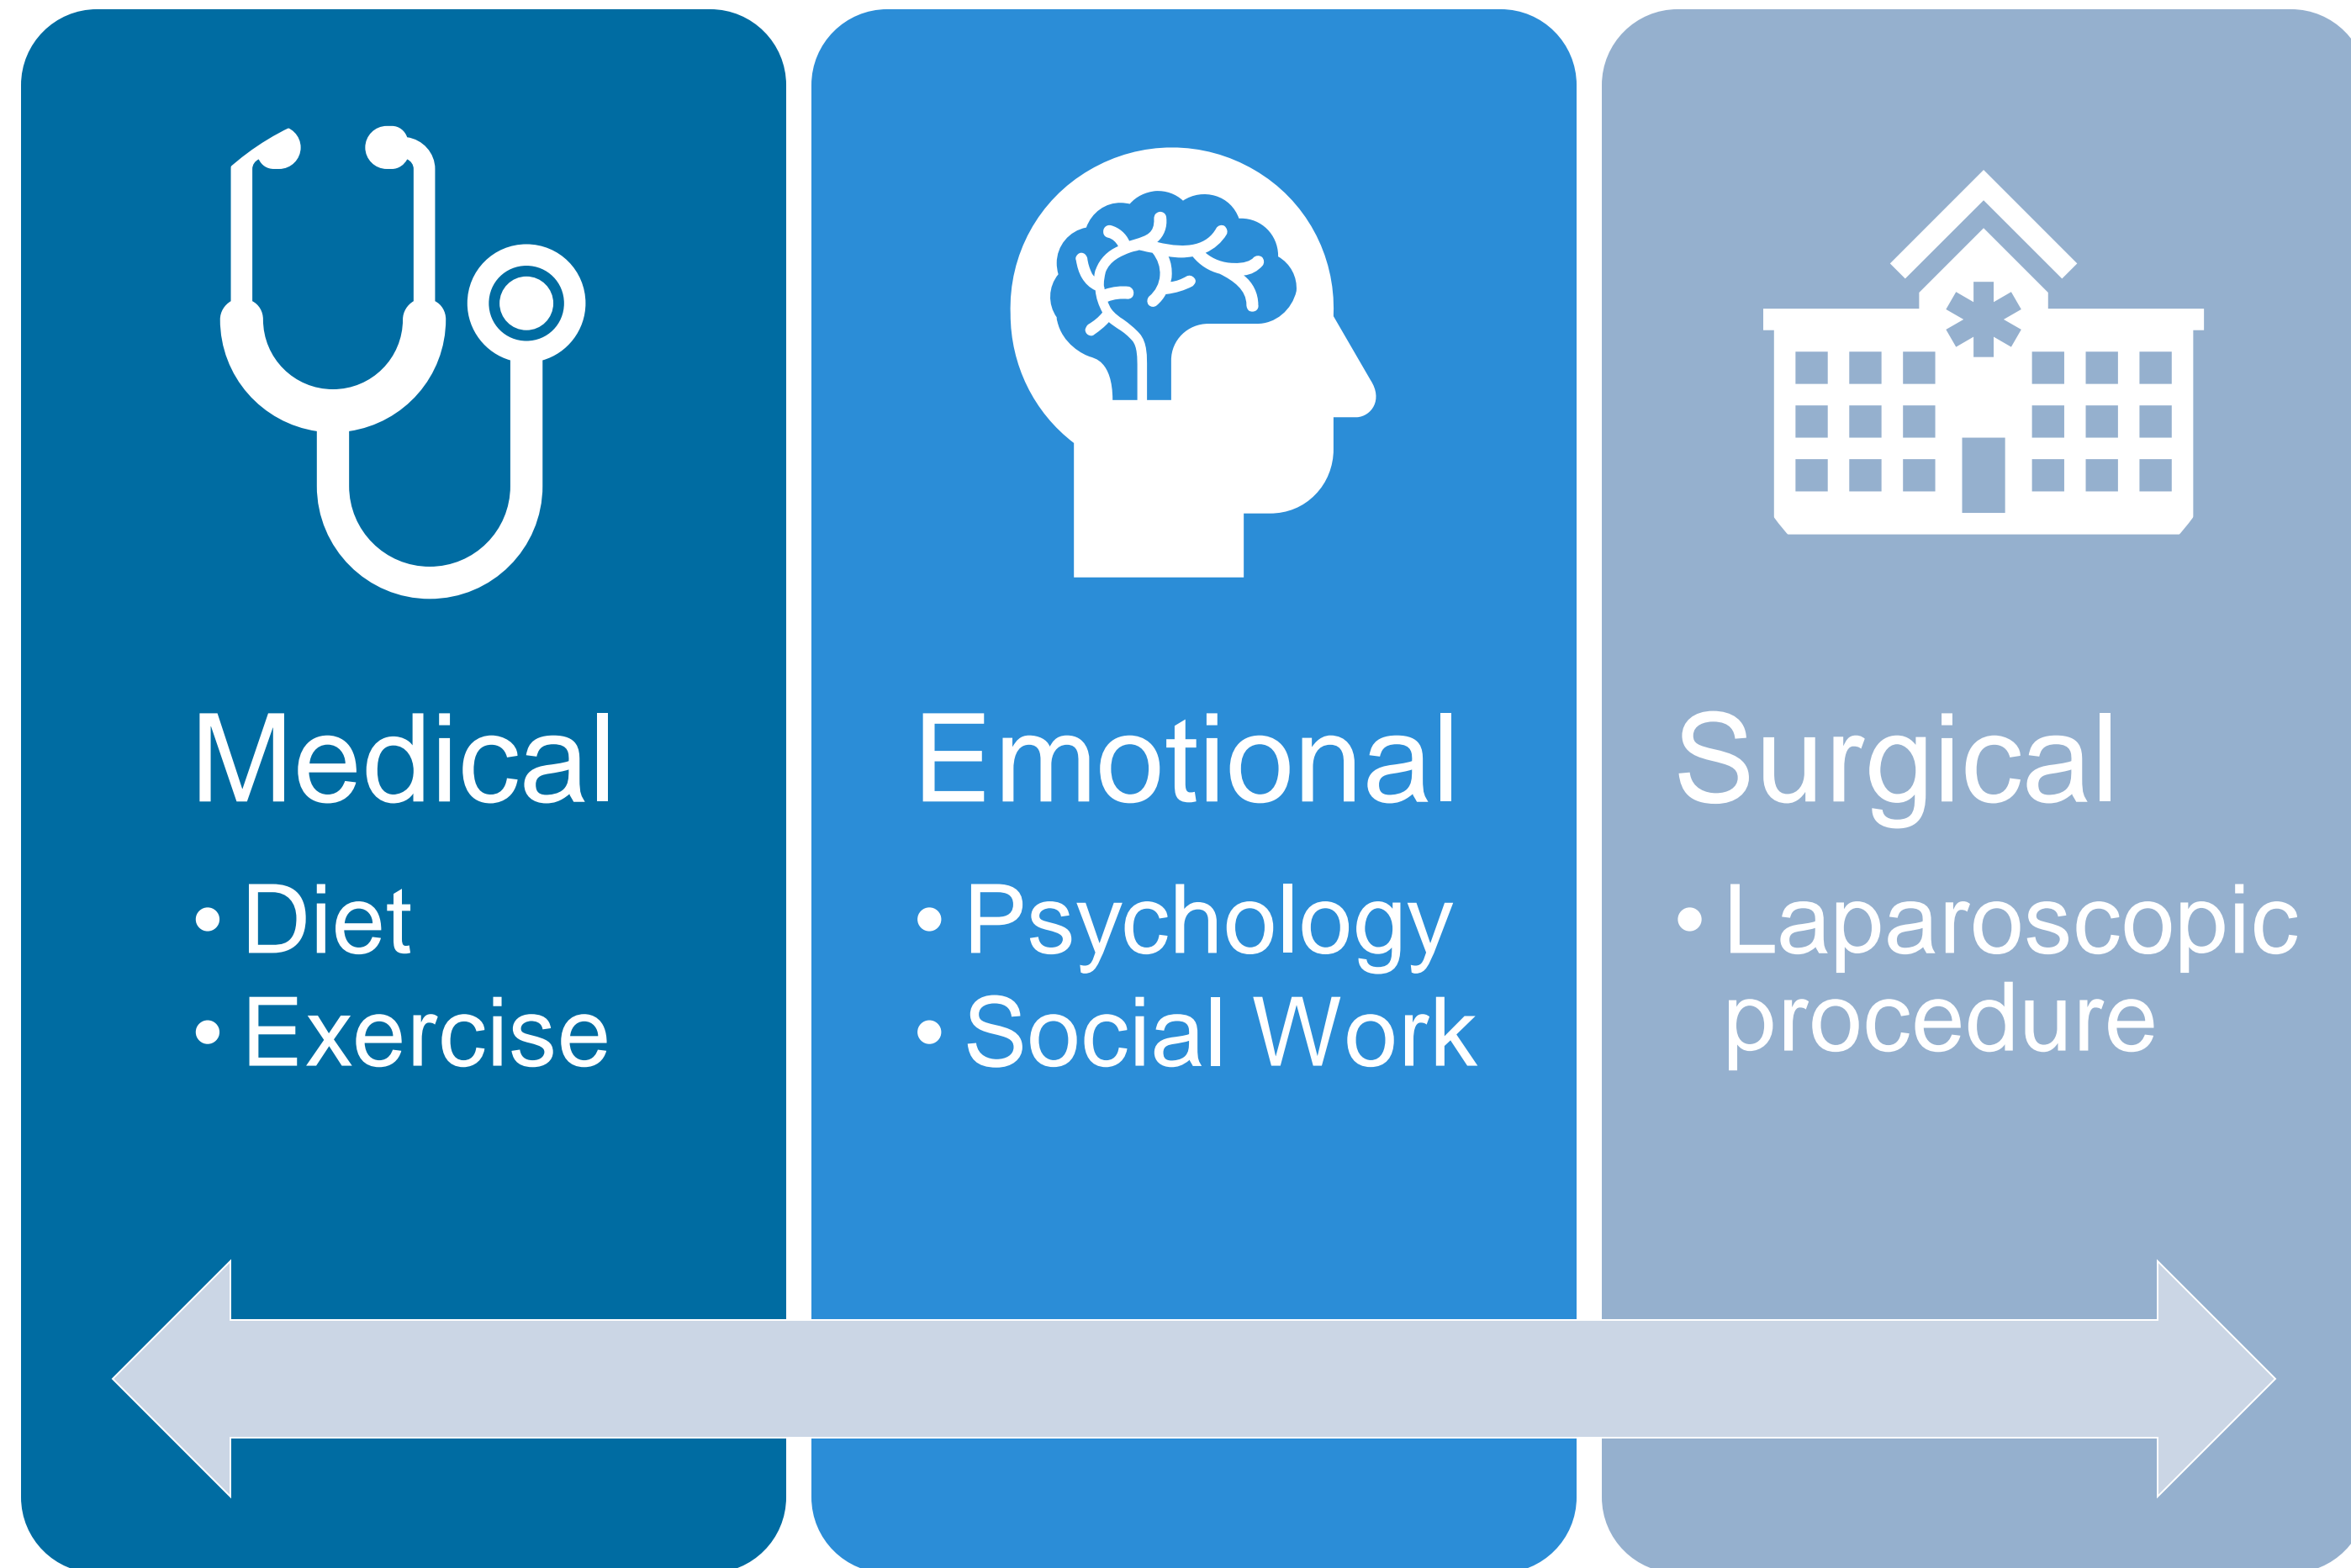 Medical
• Diet
• Exercise
Emotional
• Psychology
• Social Work
Surgical
• Laparoscopic
procedure